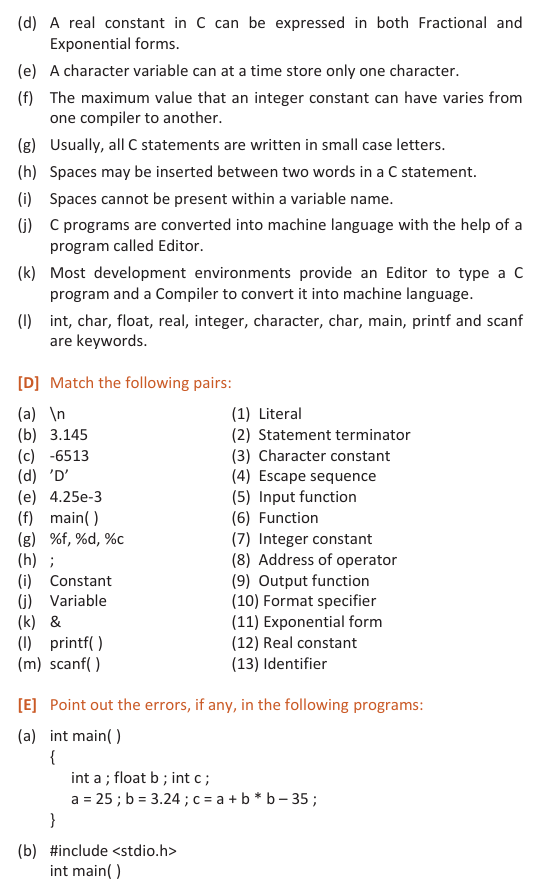 (d) A real constant in C can be expressed in both Fractional and
Exponential forms.
(e) A character variable can at a time store only one character.
(f) The maximum value that an integer constant can have varies from
one compiler to another.
(g) Usually, all C statements are written in small case letters.
(h) Spaces may be inserted between two words in a C statement.
(i) Spaces cannot be present within a variable name.
(j) C programs are converted into machine language with the help of a
program called Editor.
(k) Most development environments provide an Editor to type a C
program and a Compiler to convert it into machine language.
(l) int, char, float, real, integer, character, char, main, printf and scanf
are keywords.
[D] Match the following pairs:
(a) \n (1) Literal
(b) 3.145 (2) Statement terminator
(c) -6513 (3) Character constant
(d) ’D’ (4) Escape sequence
(e) 4.25e-3 (5) Input function
(f) main( ) (6) Function
(g) %f, %d, %c (7) Integer constant
(h) ; (8) Address of operator
(i) Constant (9) Output function
(j) Variable (10) Format specifier
(k) & (11) Exponential form
(l) printf( ) (12) Real constant
(m) scanf( ) (13) Identifier
[E] Point out the errors, if any, in the following programs:
(a) int main( )
{
int a ; float b ; int c ;
a = 25 ; b = 3.24 ; c = a + b * b – 35 ;
}
(b) #include <stdio.h>
int main( )